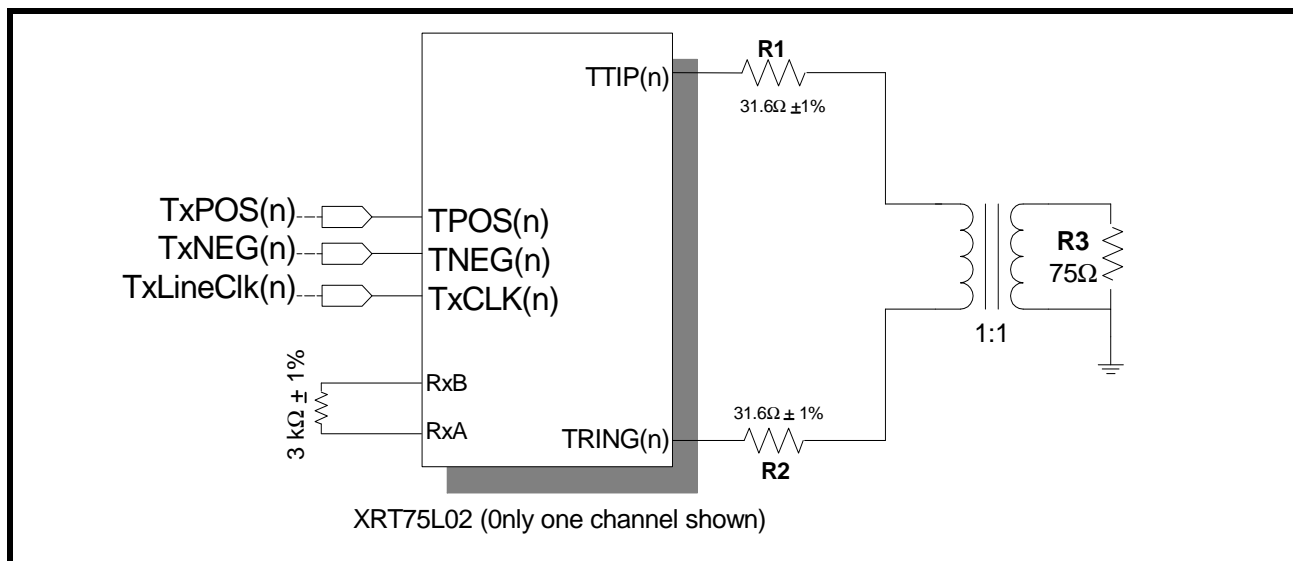 R1
TTIP(n)
31.6Ω ±1%
TxPOS(n)
TPOS(n)
TxNEG(n)
TNEG(n)
TxLineClk(n)
TxCLK(n)
R3
75Ω
1:1
3 kΩ ± 1%
RxB
RxA
31.6Ω ± 1%
TRING(n)
R2
XRT75L02 (0nly one channel shown)